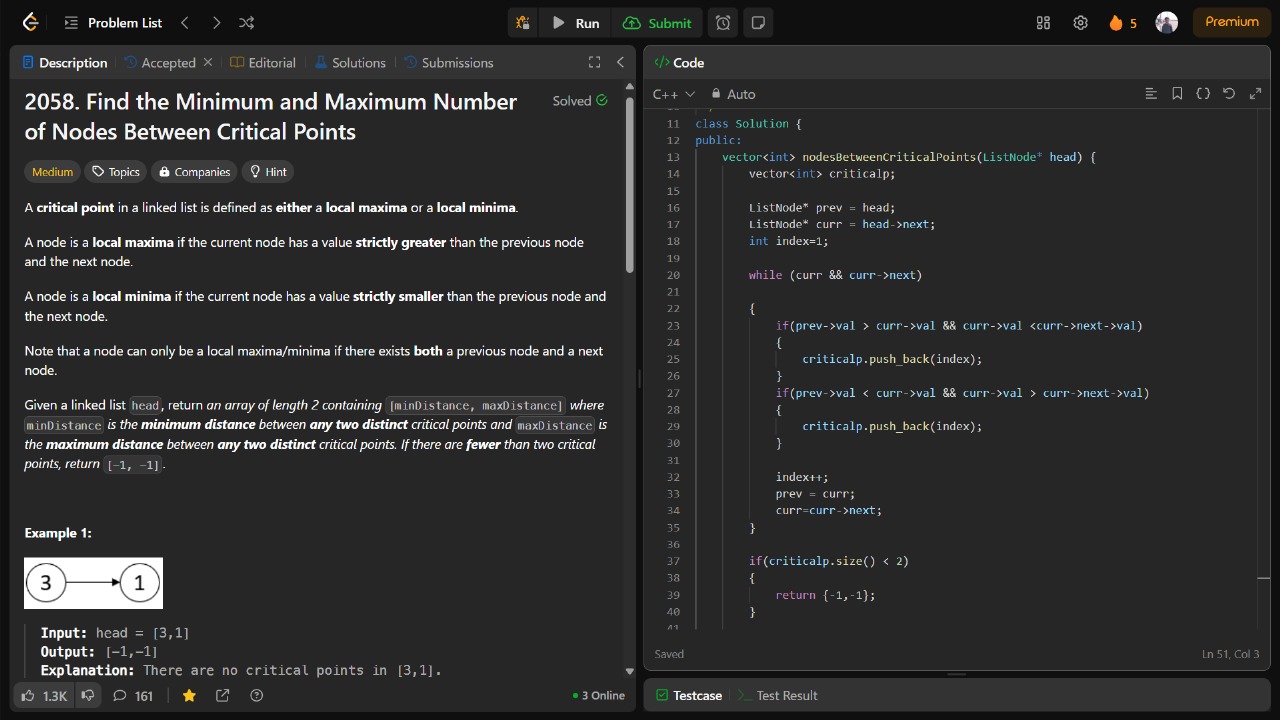 Problem List
Run
Submit
5
Premium
Description
Accepted
Editorial
Solutions
Submissions
2058. Find the Minimum and Maximum Number
of Nodes Between Critical Points
Solved
Medium
Topics
Companies
Hint
A critical point in a linked list is defined as either a local maxima or a local minima.
A node is a local maxima if the current node has a value strictly greater than the previous node
and the next node.
A node is a local minima if the current node has a value strictly smaller than the previous node and
the next node.
Note that a node can only be a local maxima/minima if there exists both a previous node and a next
node.
Given a linked list head, return an array of length 2 containing [minDistance, maxDistance] where
minDistance is the minimum distance between any two distinct critical points and maxDistance is
the maximum distance between any two distinct critical points. If there are fewer than two critical
points, return [-1, -1].
Example 1:
3
1
Input: head = [3,1]
Output: [-1,-1]
Explanation: There are no critical points in [3,1].
1.3K
161
3 Online
</> Code
C++
Auto
11 class Solution {
12 public:
13 vector<int> nodesBetweenCriticalPoints(ListNode* head) {
14 vector<int> criticalp;
15
16 ListNode* prev = head;
17 ListNode* curr = head->next;
18 int index=1;
19
20 while (curr && curr->next)
21
22 {
23 if(prev->val > curr->val && curr->val <curr->next->val)
24 {
25 criticalp.push_back(index);
26 }
27 if(prev->val < curr->val && curr->val > curr->next->val)
28 {
29 criticalp.push_back(index);
30 }
31
32 index++;
33 prev = curr;
34 curr=curr->next;
35 }
36
37 if(criticalp.size() < 2)
38 {
39 return {-1,-1};
40 }
41
Saved
Ln 51, Col 3
Testcase
Test Result